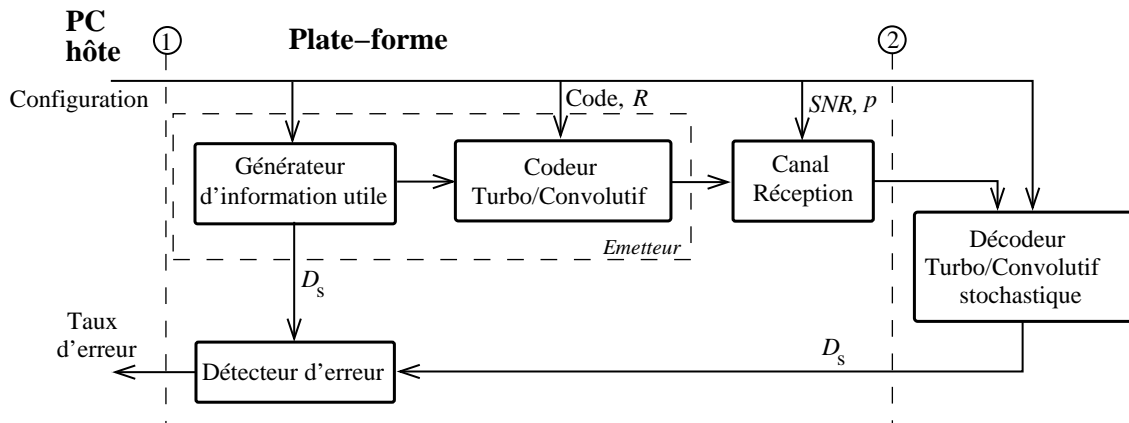 PC
hôte
1
Plate–forme
2
Configuration
Code, R
SNR, p
Générateur
d'information utile
Codeur
Turbo/Convolutif
Canal
Réception
Emetteur
Décodeur
Turbo/Convolutif
stochastique
Ds
Taux
d'erreur
Détecteur d'erreur
Ds